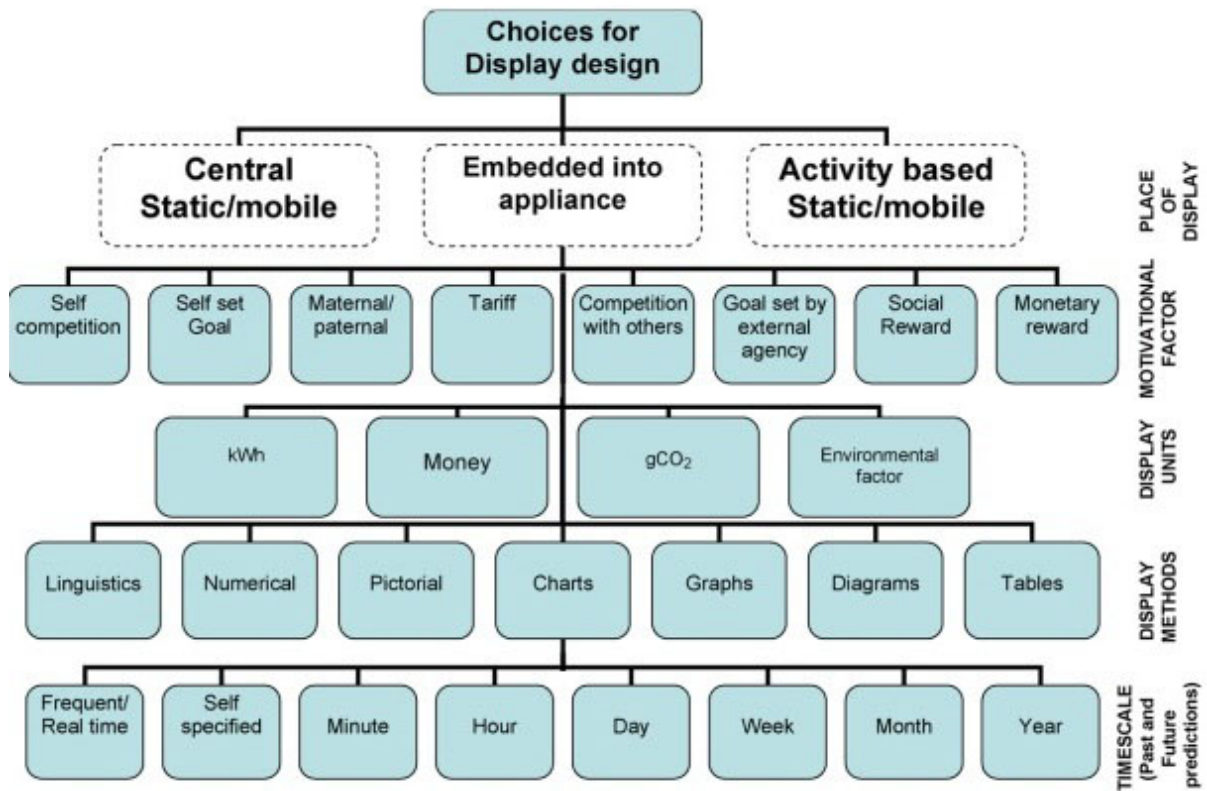 Choices for
Display design
Central
Static/mobile
Embedded into
appliance
Activity based
Static/mobile
PLACE
OF
DISPLAY
Self
competition
Self set
Goal
Maternal/
paternal
Tariff
Competition
with others
Goal set by
external
agency
Social
Reward
Monetary
reward
MOTIVATIONAL
FACTOR
kWh
Money
gCO₂
Environmental
factor
DISPLAY
UNITS
Linguistics
Numerical
Pictorial
Charts
Graphs
Diagrams
Tables
DISPLAY
METHODS
Frequent/
Real time
Self
specified
Minute
Hour
Day
Week
Month
Year
TIMESCALE
(Past and
Future
predictions)